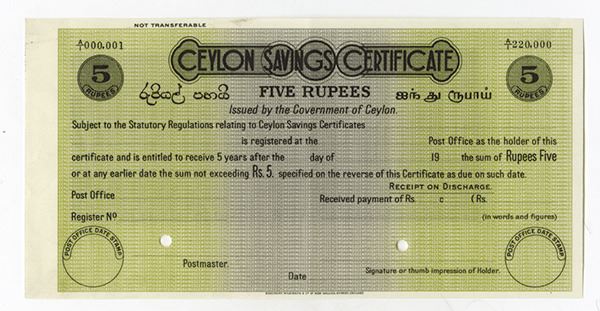 NOT TRANSFERABLE
A/1 000.001
A/1 220.000
CEYLON SAVINGS CERTIFICATE
5
RUPEES
5
RUPEES
රුපියල් පහයි
FIVE RUPEES
ஐந்து ரூபாய்
Issued by the Government of Ceylon.
Subject to the Statutory Regulations relating to Ceylon Savings Certificates
is registered at the Post Office as the holder of this
certificate and is entitled to receive 5 years after the day of 19 the sum of Rupees Five
or at any earlier date the sum not exceeding Rs. 5. specified on the reverse of this Certificate as due on such date.
RECEIPT ON DISCHARGE.
Post Office
Received payment of Rs. c (Rs.
Register No
(in words and figures)
POST OFFICE DATE STAMP
POST OFFICE DATE STAMP
Postmaster.
Date
Signature or thumb impression of Holder.